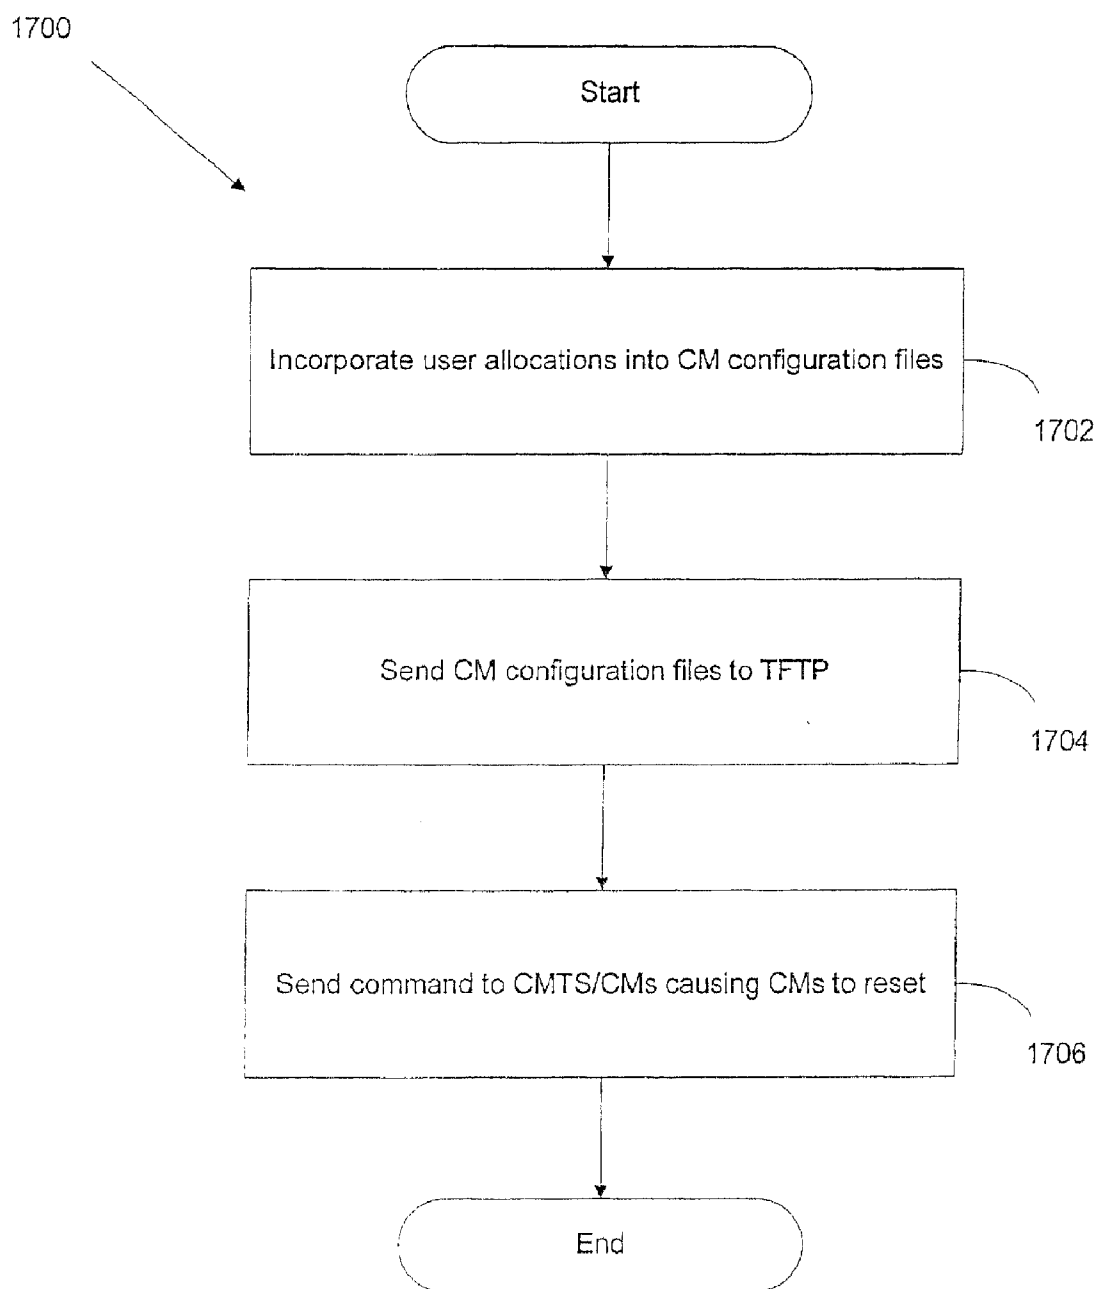 1700
Start
Incorporate user allocations into CM configuration files
1702
Send CM configuration files to TFTP
1704
Send command to CMTS/CMs causing CMs to reset
1706
End